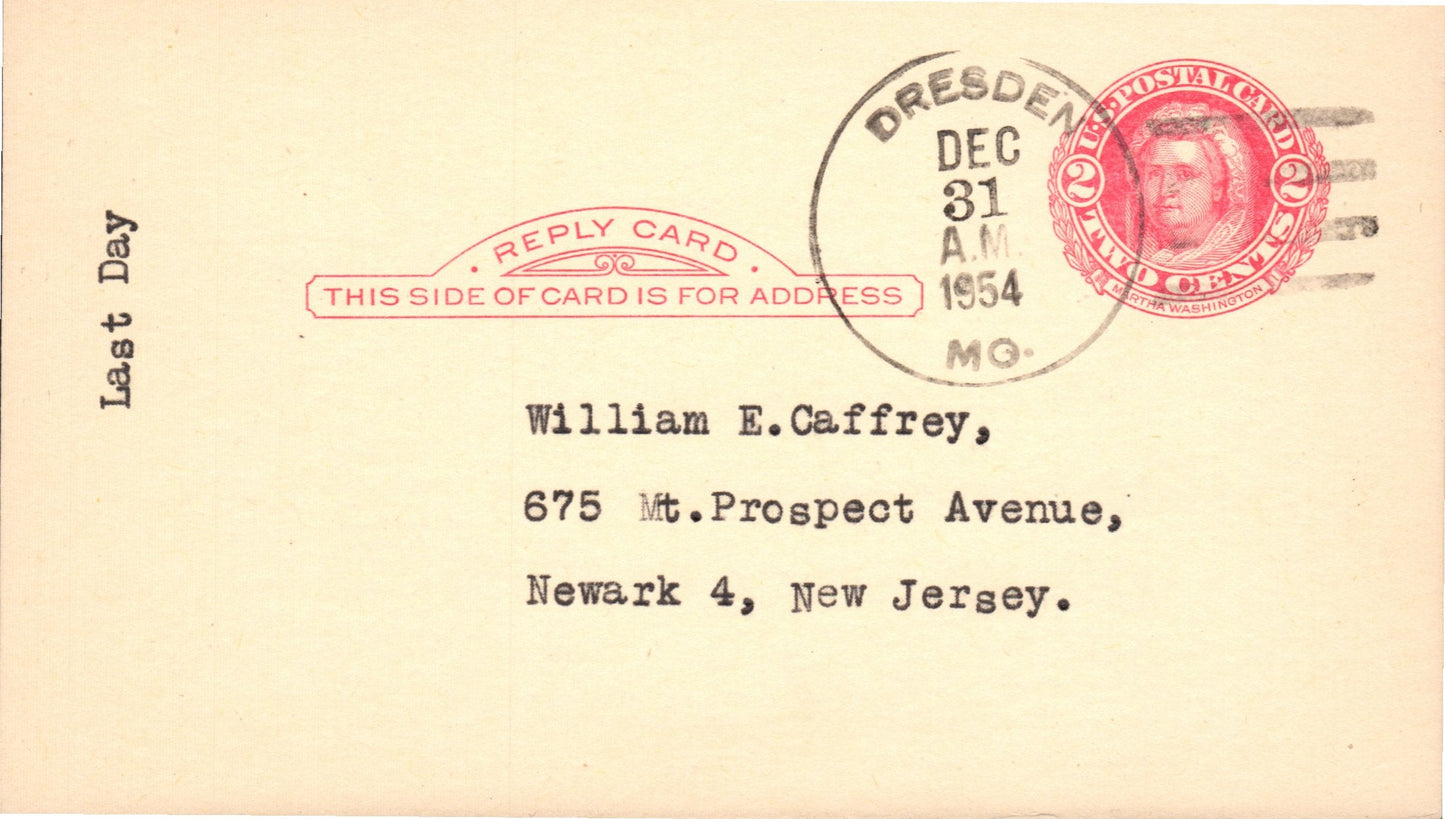 DRESDEN
DEC
31
A.M.
1954
MO.
U.S. POSTAL CARD
2 2
TWO CENTS
MARTHA WASHINGTON
REPLY CARD
THIS SIDE OF CARD IS FOR ADDRESS
Last Day
William E.Caffrey,
675 Mt.Prospect Avenue,
Newark 4, New Jersey.